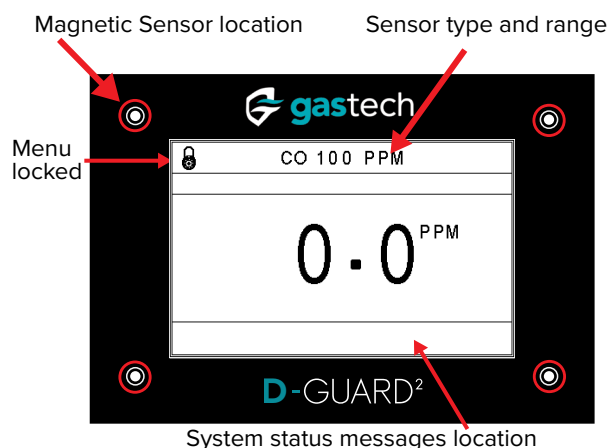 Magnetic Sensor location
Sensor type and range
gastech
Menu
locked
CO 100 PPM
0.0 PPM
D-GUARD²
System status messages location